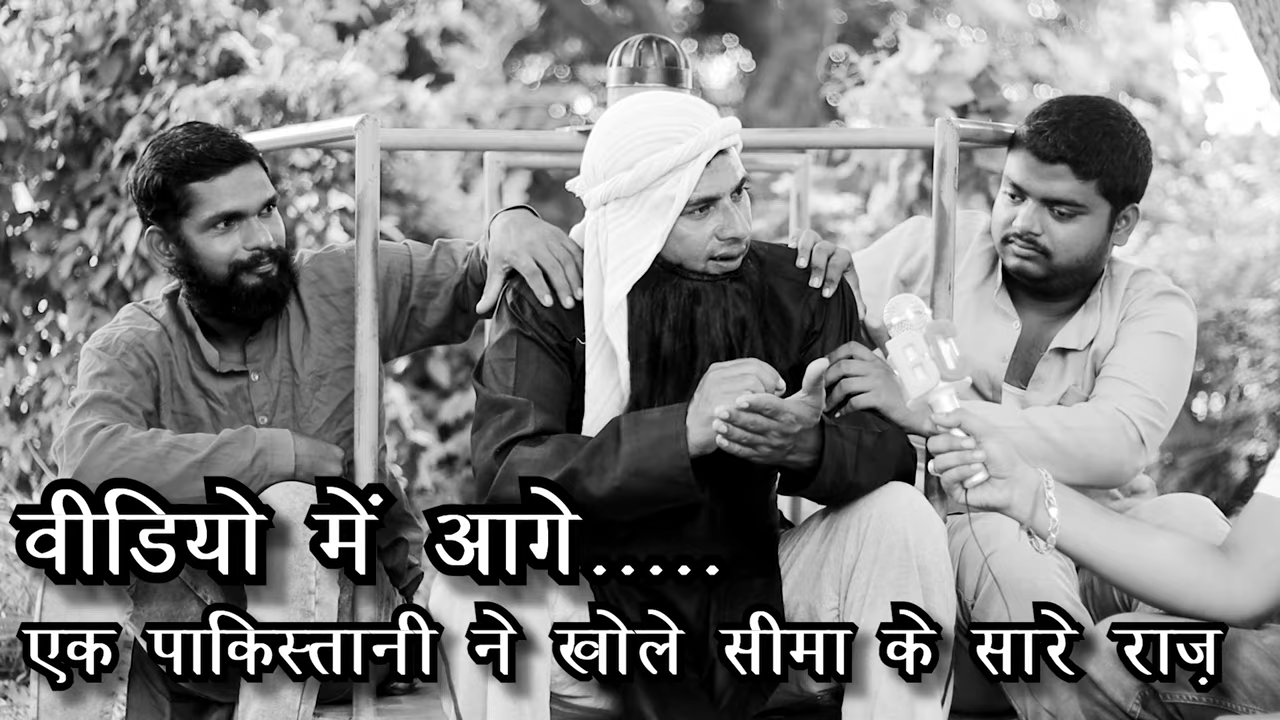 वीडियो में आगे.....
एक पाकिस्तानी ने खोले सीमा के सारे राज़